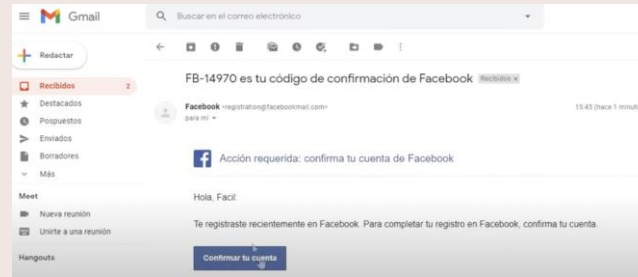 Gmail
Buscar en el correo electrónico
Redactar
Recibidos 2
Destacados
Pospuestos
Enviados
Borradores
Más
Meet
Nueva reunión
Unirte a una reunión
Hangouts
FB-14970 es tu código de confirmación de Facebook Recibidos x
Facebook <registration@facebookmail.com> 15:45 (hace 1 minut
para mí
Acción requerida: confirma tu cuenta de Facebook
Hola, Facil:
Te registraste recientemente en Facebook. Para completar tu registro en Facebook, confirma tu cuenta.
Confirmar tu cuenta